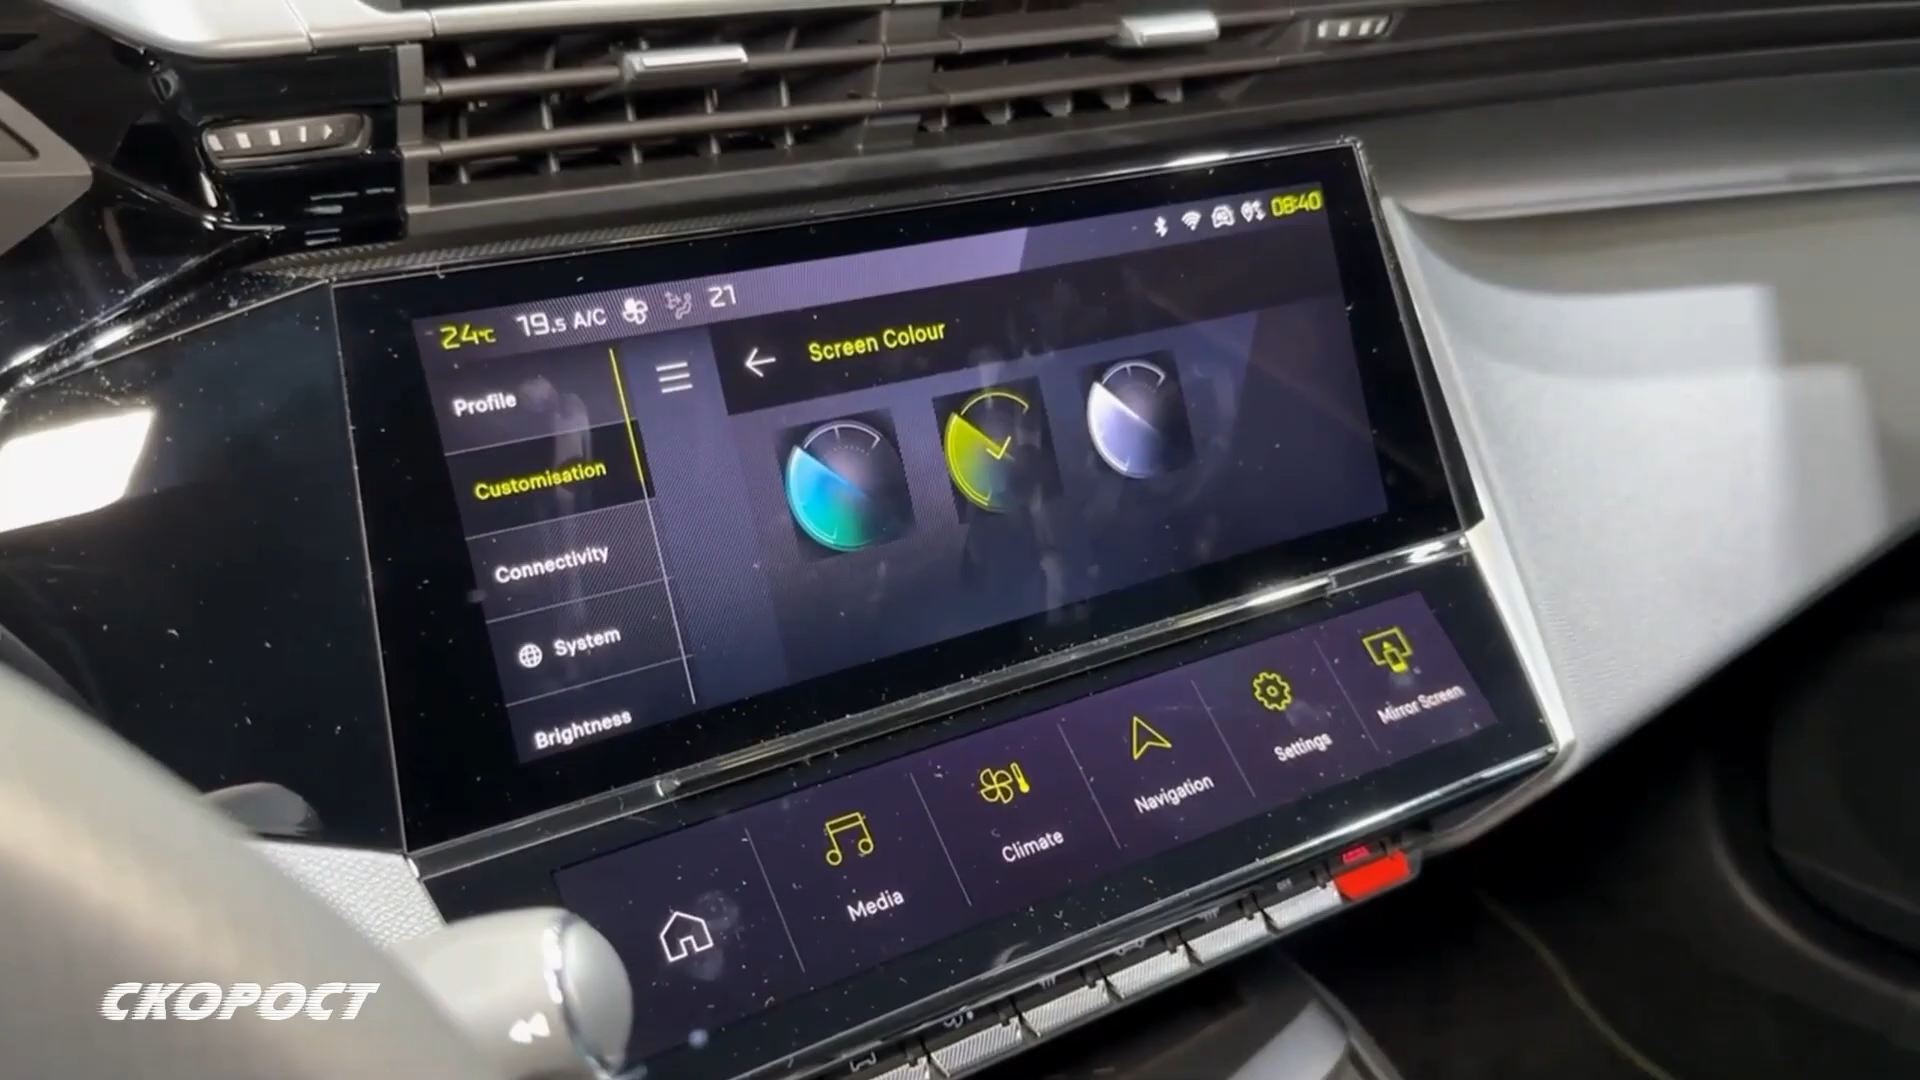 08:40
24°C 19.5 A/C 21
Screen Colour
Profile
Customisation
Connectivity
System
Brightness
Mirror Screen
Settings
Navigation
Climate
Media
СКОРОСТ